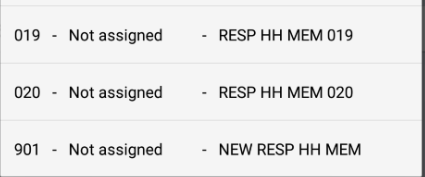 019 - Not assigned - RESP HH MEM 019
020 - Not assigned - RESP HH MEM 020
901 - Not assigned - NEW RESP HH MEM